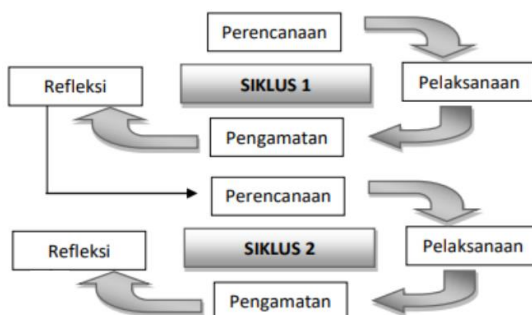 Perencanaan
Refleksi
SIKLUS 1
Pelaksanaan
Pengamatan
Perencanaan
Refleksi
SIKLUS 2
Pelaksanaan
Pengamatan